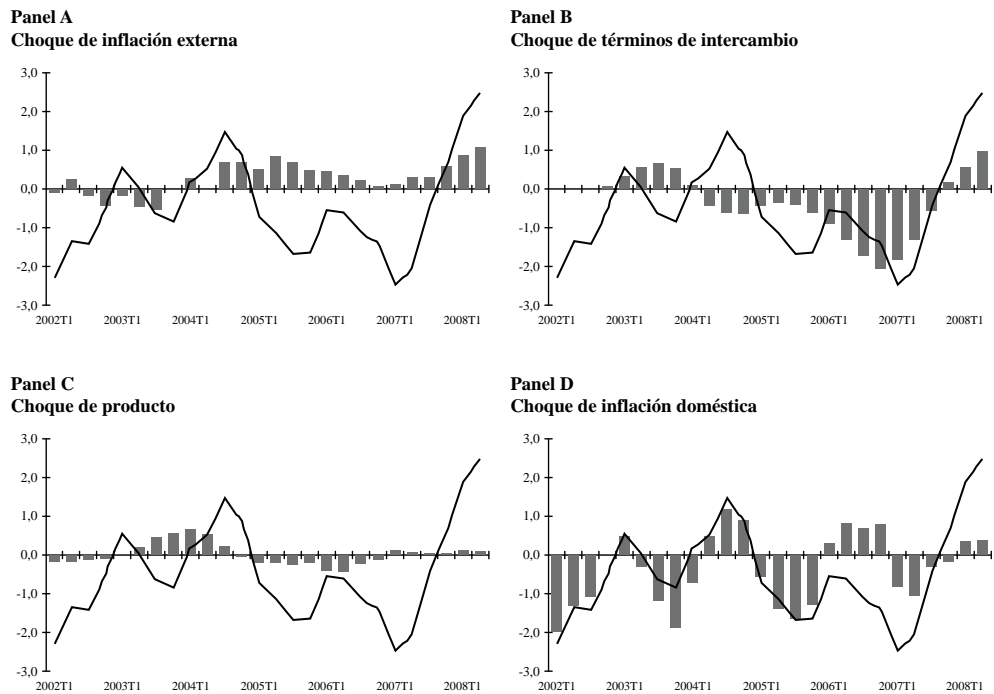 Panel A
Choque de inflación externa
3,0
2,0
1,0
0,0
-1,0
-2,0
-3,0
2002T1 2003T1 2004T1 2005T1 2006T1 2007T1 2008T1
Panel B
Choque de términos de intercambio
3,0
2,0
1,0
0,0
-1,0
-2,0
-3,0
2002T1 2003T1 2004T1 2005T1 2006T1 2007T1 2008T1
Panel C
Choque de producto
3,0
2,0
1,0
0,0
-1,0
-2,0
-3,0
2002T1 2003T1 2004T1 2005T1 2006T1 2007T1 2008T1
Panel D
Choque de inflación doméstica
3,0
2,0
1,0
0,0
-1,0
-2,0
-3,0
2002T1 2003T1 2004T1 2005T1 2006T1 2007T1 2008T1